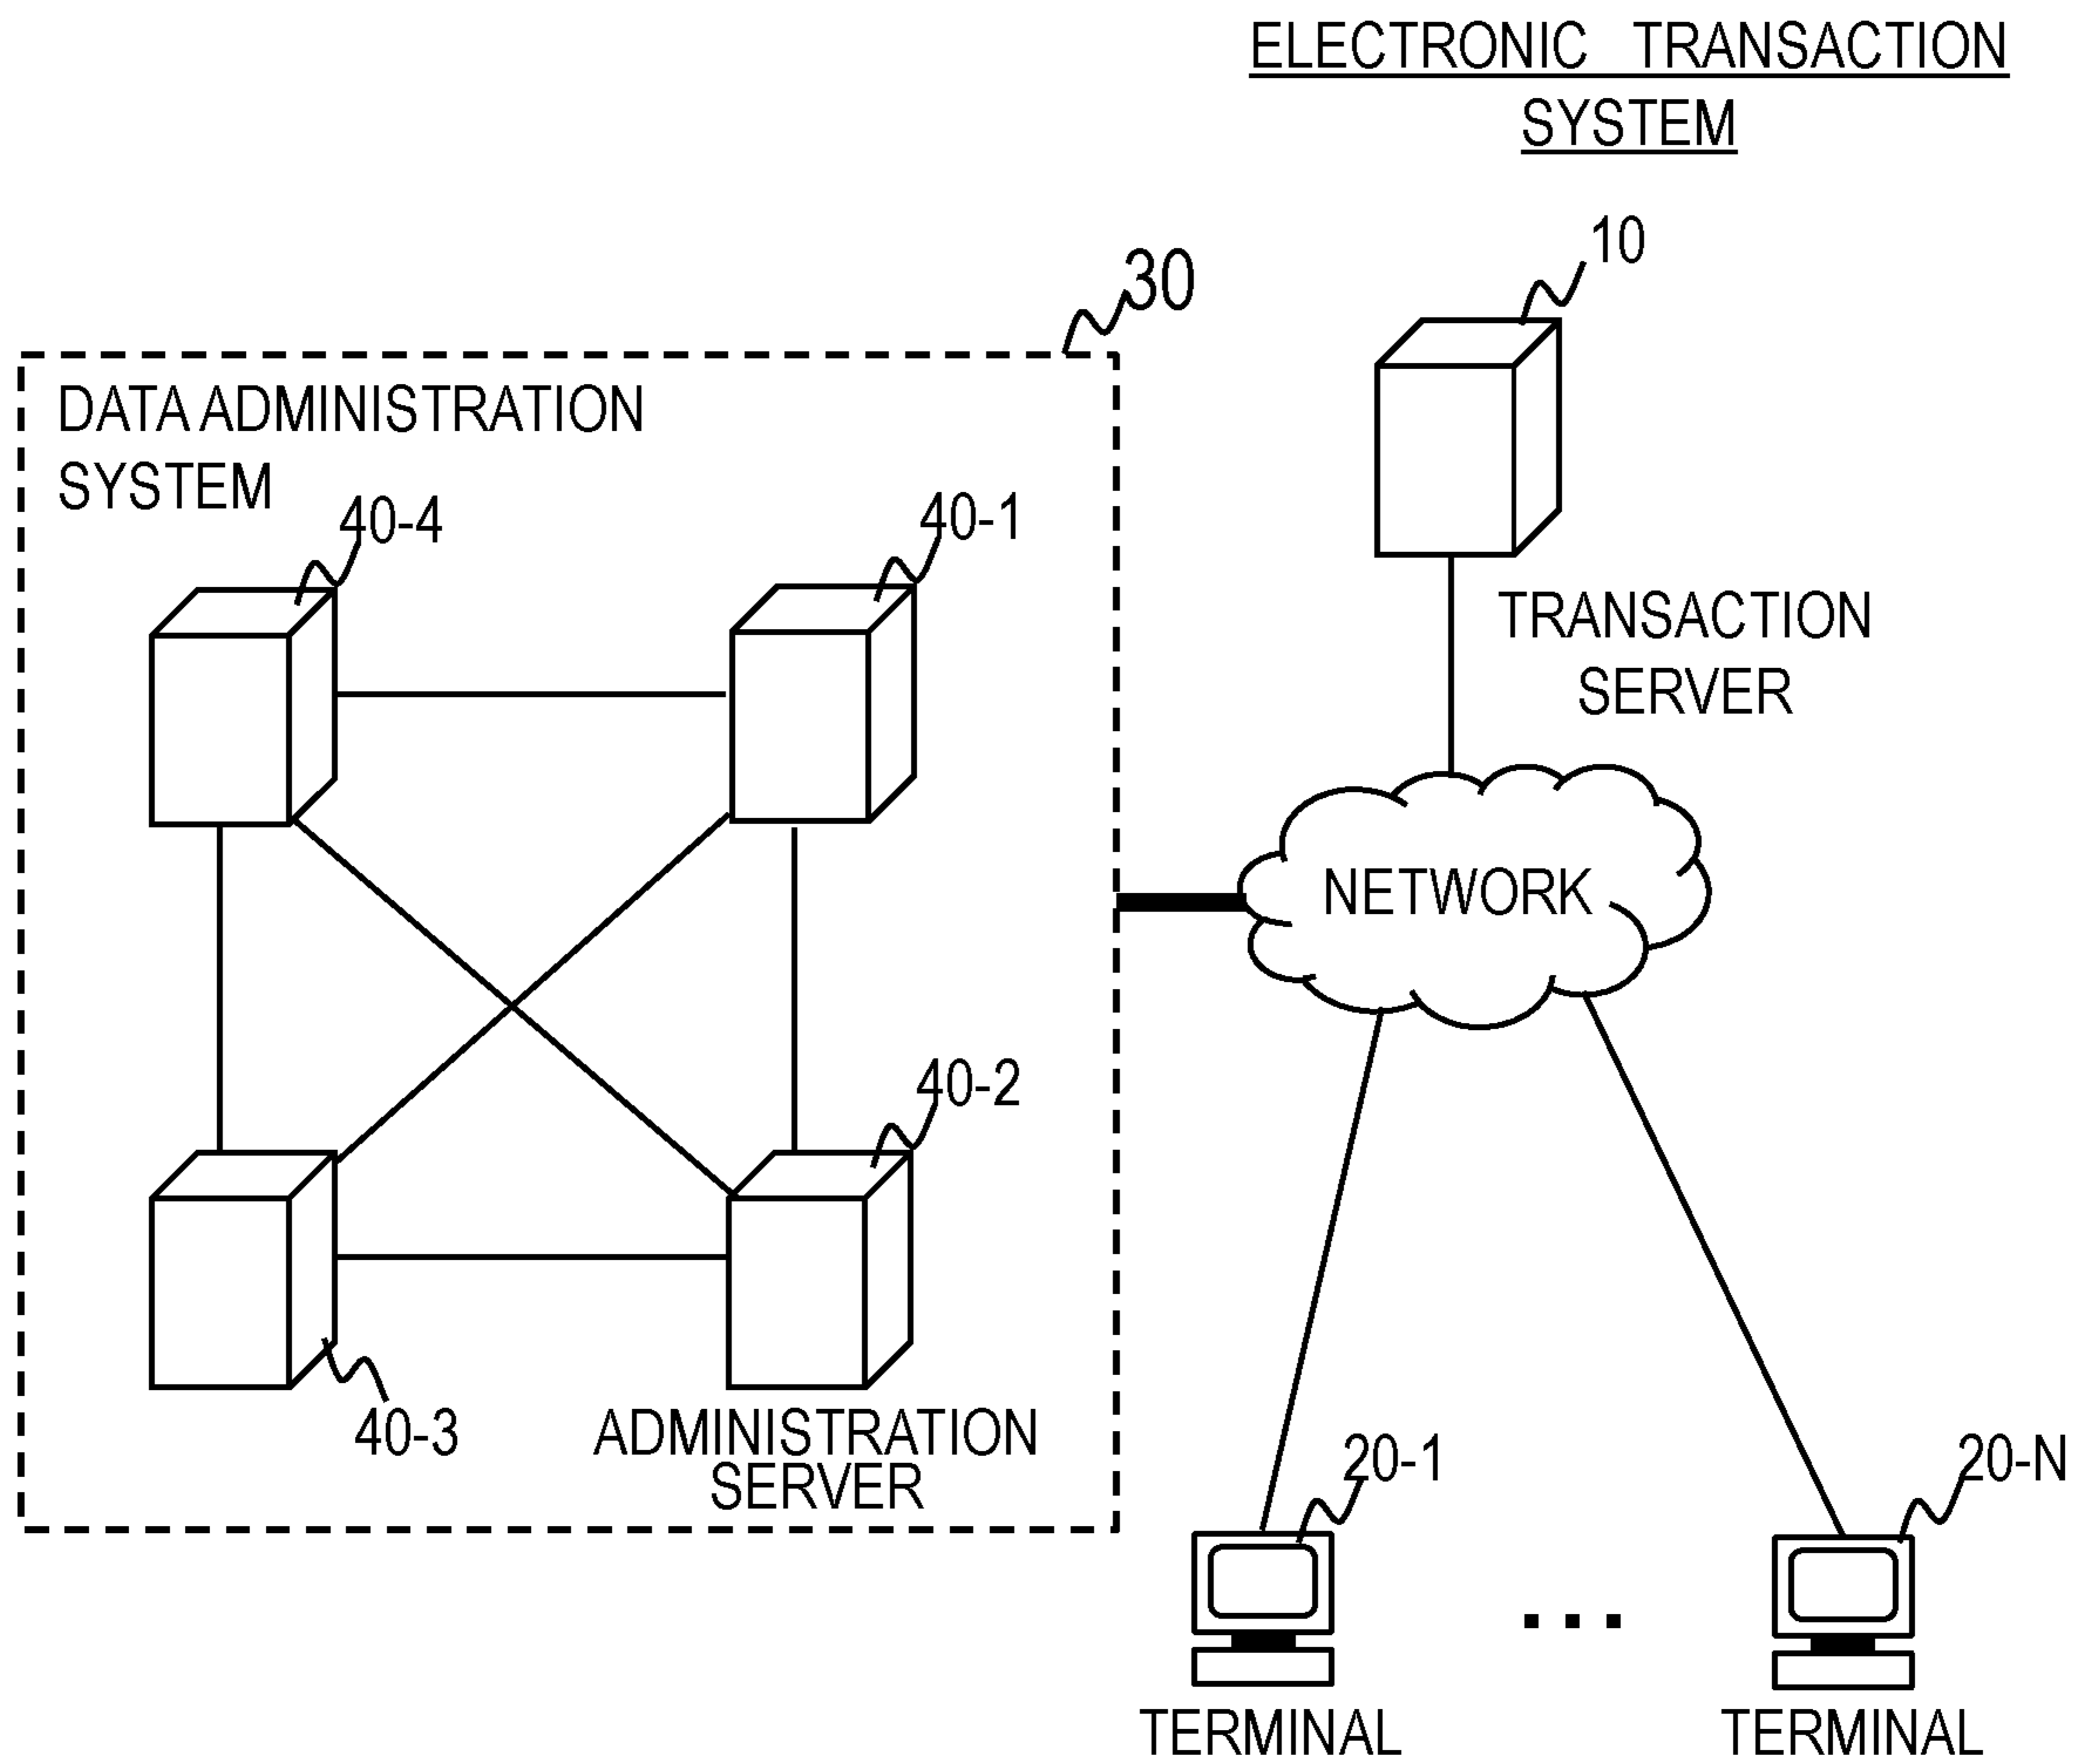 ELECTRONIC TRANSACTION
SYSTEM
10
30
DATA ADMINISTRATION
SYSTEM
40-4
40-1
TRANSACTION
SERVER
NETWORK
40-2
40-3
ADMINISTRATION
SERVER
20-1
20-N
...
TERMINAL
TERMINAL